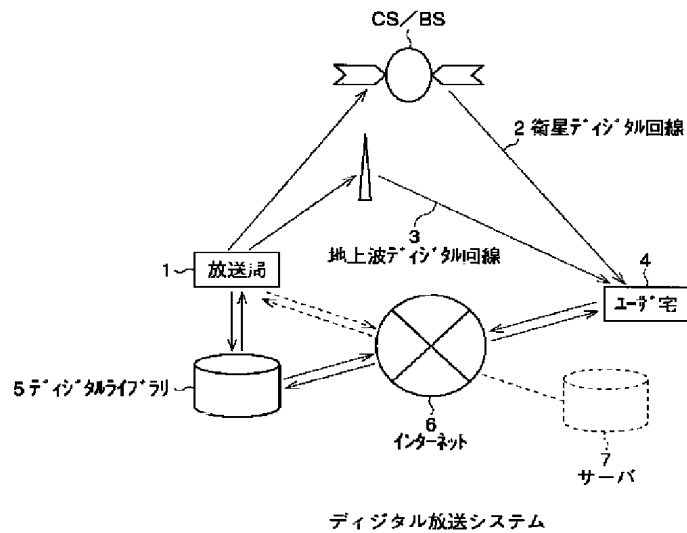 CS/BS
2 衛星ディジタル回線
3
地上波ディジタル回線
1
放送局
4
ユーザ宅
5 ディジタルライブラリ
6
インターネット
7
サーバ
ディジタル放送システム